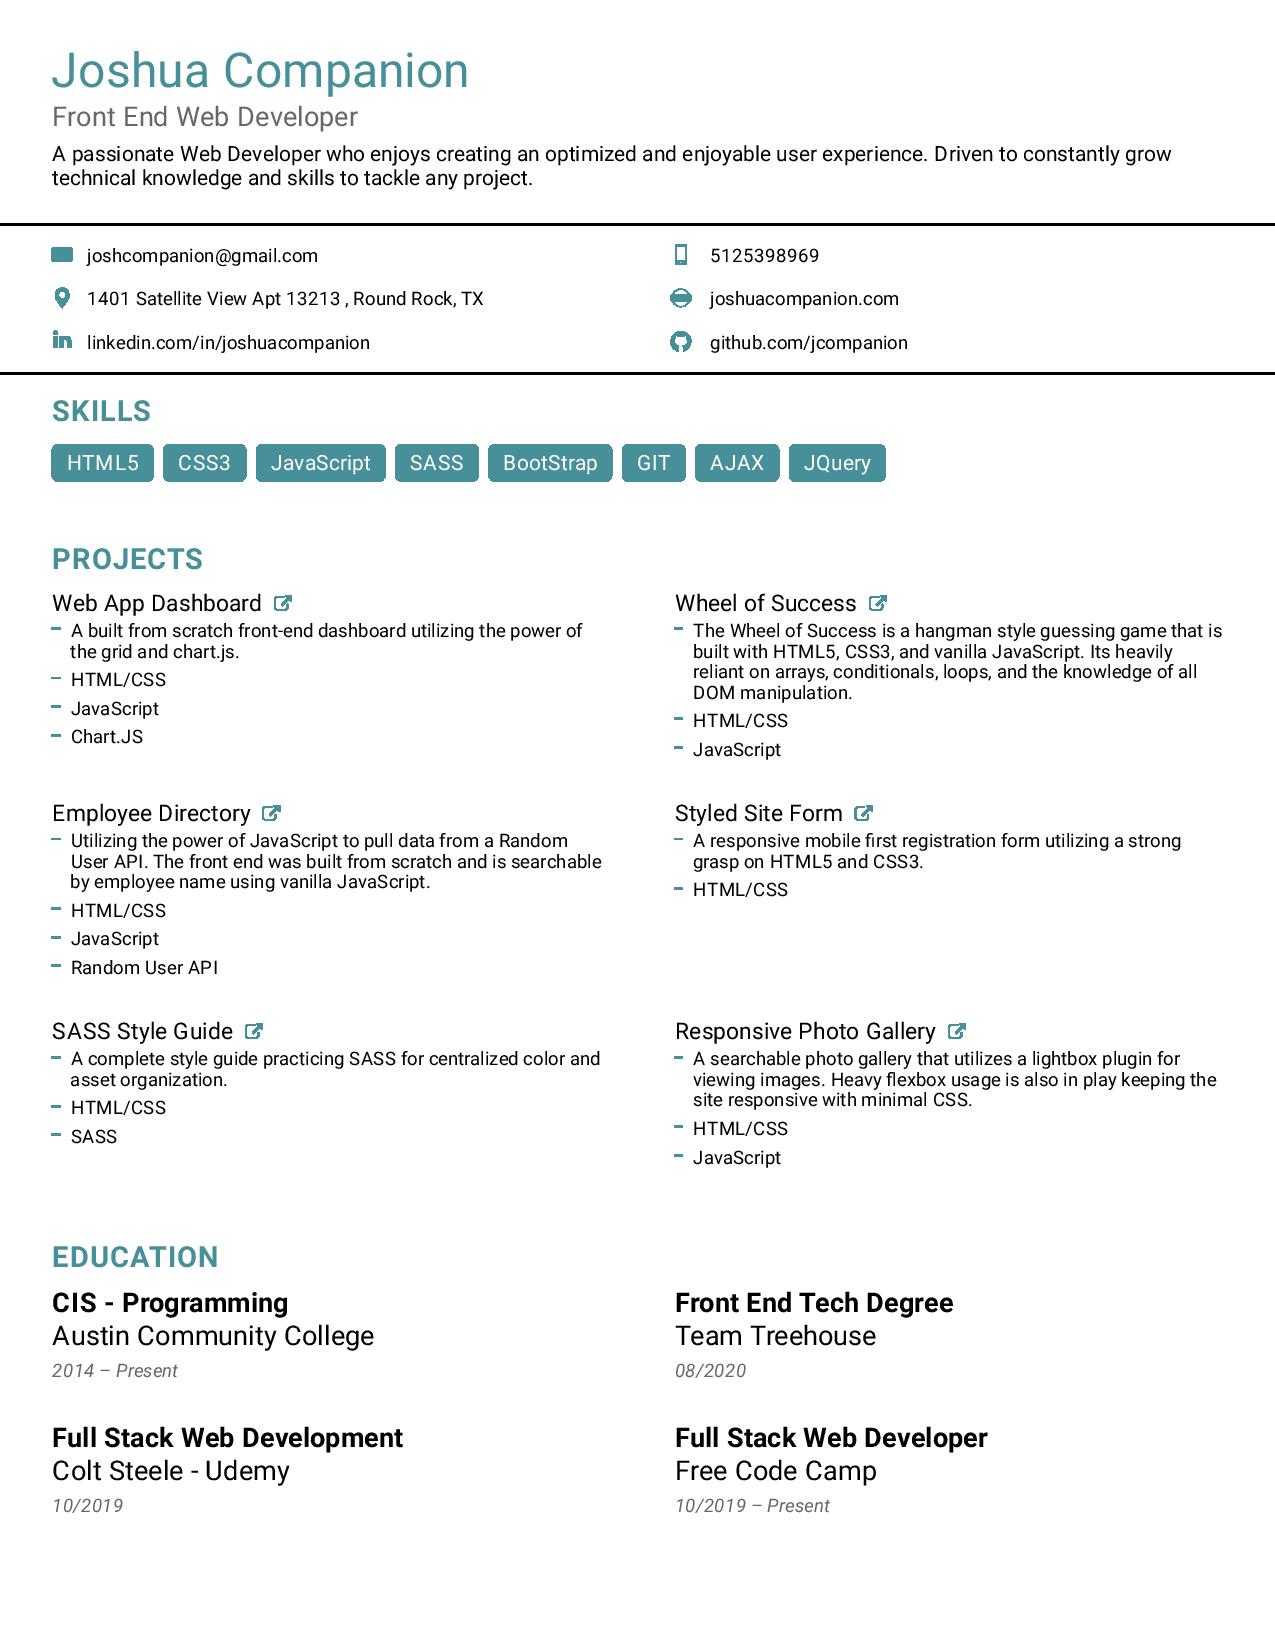 Joshua Companion
Front End Web Developer
A passionate Web Developer who enjoys creating an optimized and enjoyable user experience. Driven to constantly grow
technical knowledge and skills to tackle any project.
joshcompanion@gmail.com
5125398969
1401 Satellite View Apt 13213 , Round Rock, TX
joshuacompanion.com
linkedin.com/in/joshuacompanion
github.com/jcompanion
SKILLS
HTML5 CSS3 JavaScript SASS BootStrap GIT AJAX JQuery
PROJECTS
Web App Dashboard
A built from scratch front-end dashboard utilizing the power of
the grid and chart.js.
HTML/CSS
JavaScript
Chart.JS
Wheel of Success
The Wheel of Success is a hangman style guessing game that is
built with HTML5, CSS3, and vanilla JavaScript. Its heavily
reliant on arrays, conditionals, loops, and the knowledge of all
DOM manipulation.
HTML/CSS
JavaScript
Employee Directory
Utilizing the power of JavaScript to pull data from a Random
User API. The front end was built from scratch and is searchable
by employee name using vanilla JavaScript.
HTML/CSS
JavaScript
Random User API
Styled Site Form
A responsive mobile first registration form utilizing a strong
grasp on HTML5 and CSS3.
HTML/CSS
SASS Style Guide
A complete style guide practicing SASS for centralized color and
asset organization.
HTML/CSS
SASS
Responsive Photo Gallery
A searchable photo gallery that utilizes a lightbox plugin for
viewing images. Heavy flexbox usage is also in play keeping the
site responsive with minimal CSS.
HTML/CSS
JavaScript
EDUCATION
CIS - Programming
Austin Community College
2014 – Present
Front End Tech Degree
Team Treehouse
08/2020
Full Stack Web Development
Colt Steele - Udemy
10/2019
Full Stack Web Developer
Free Code Camp
10/2019 – Present